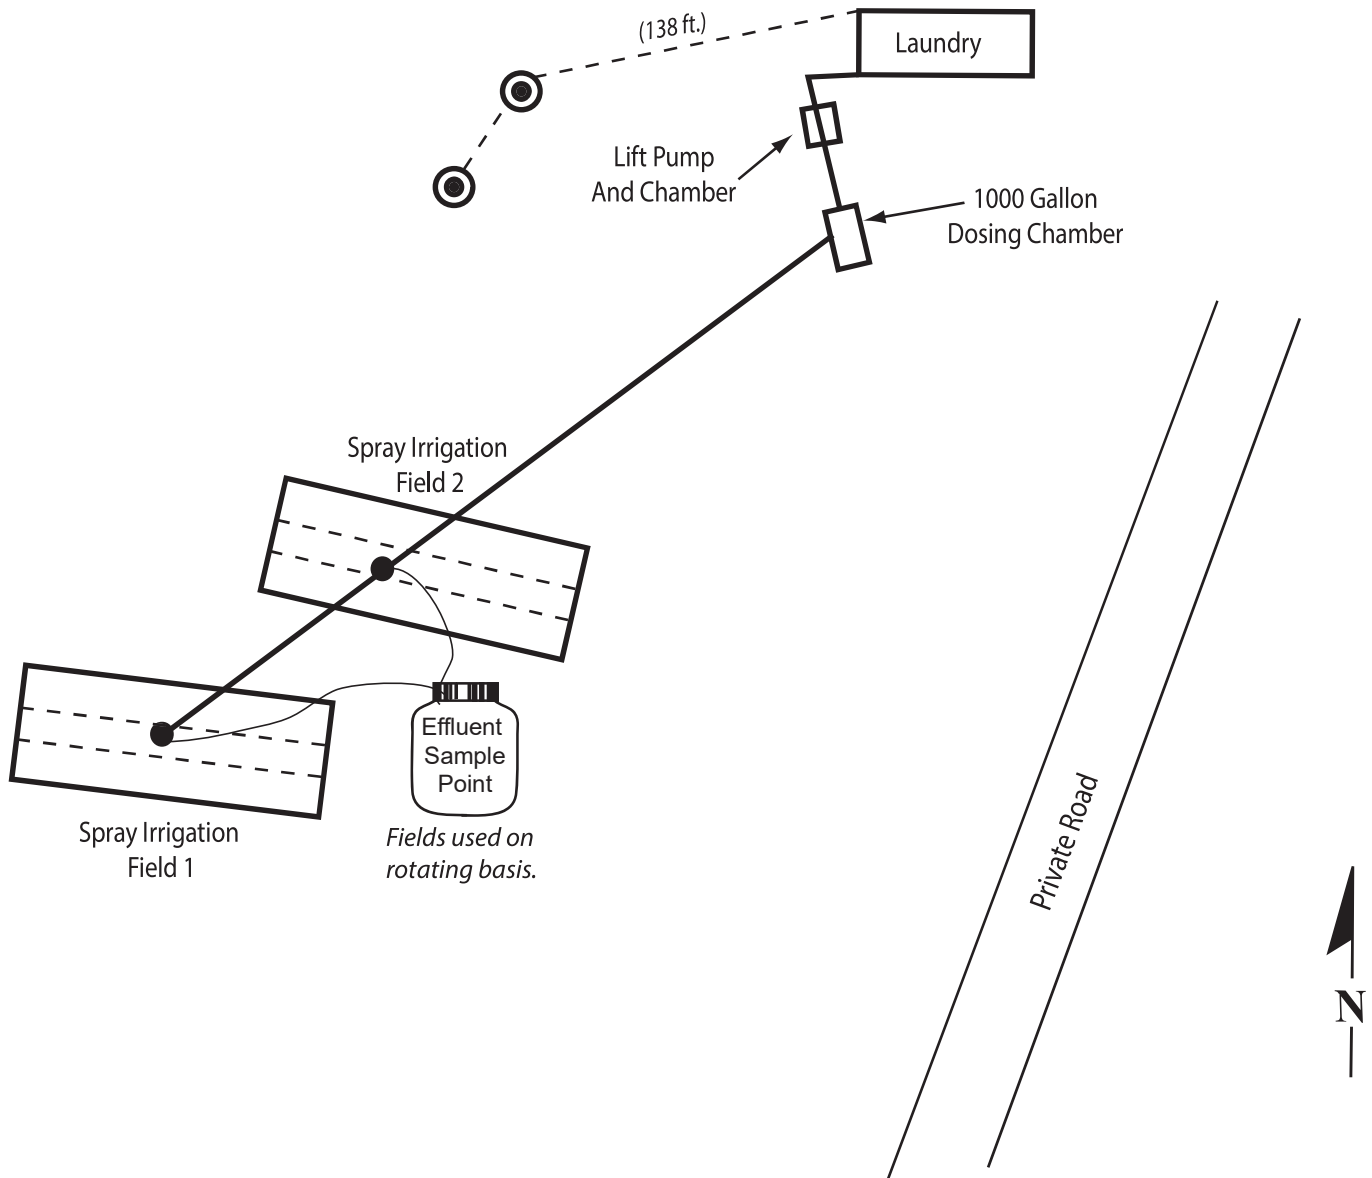 (138 ft.)
Laundry
Lift Pump
And Chamber
1000 Gallon
Dosing Chamber
Spray Irrigation
Field 2
Effluent
Sample
Point
Fields used on
rotating basis.
Spray Irrigation
Field 1
Private Road
N